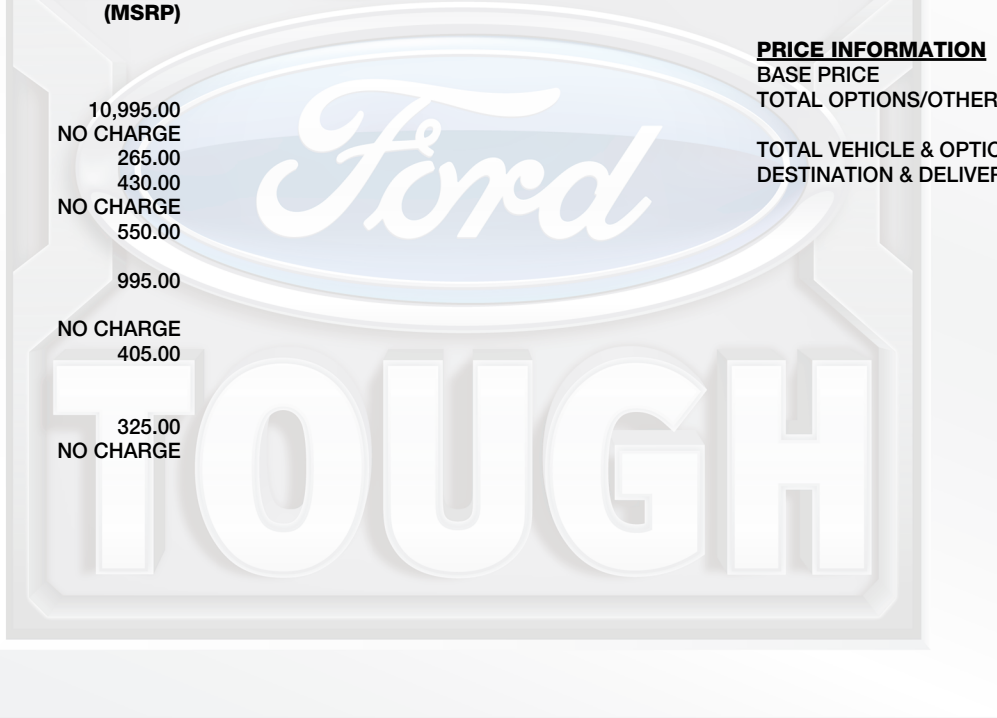 (MSRP)
10,995.00
NO CHARGE
265.00
430.00
NO CHARGE
550.00
995.00
NO CHARGE
405.00
325.00
NO CHARGE
PRICE INFORMATION
BASE PRICE
TOTAL OPTIONS/OTHER
TOTAL VEHICLE & OPTIO
DESTINATION & DELIVER
Ford
TOUGH